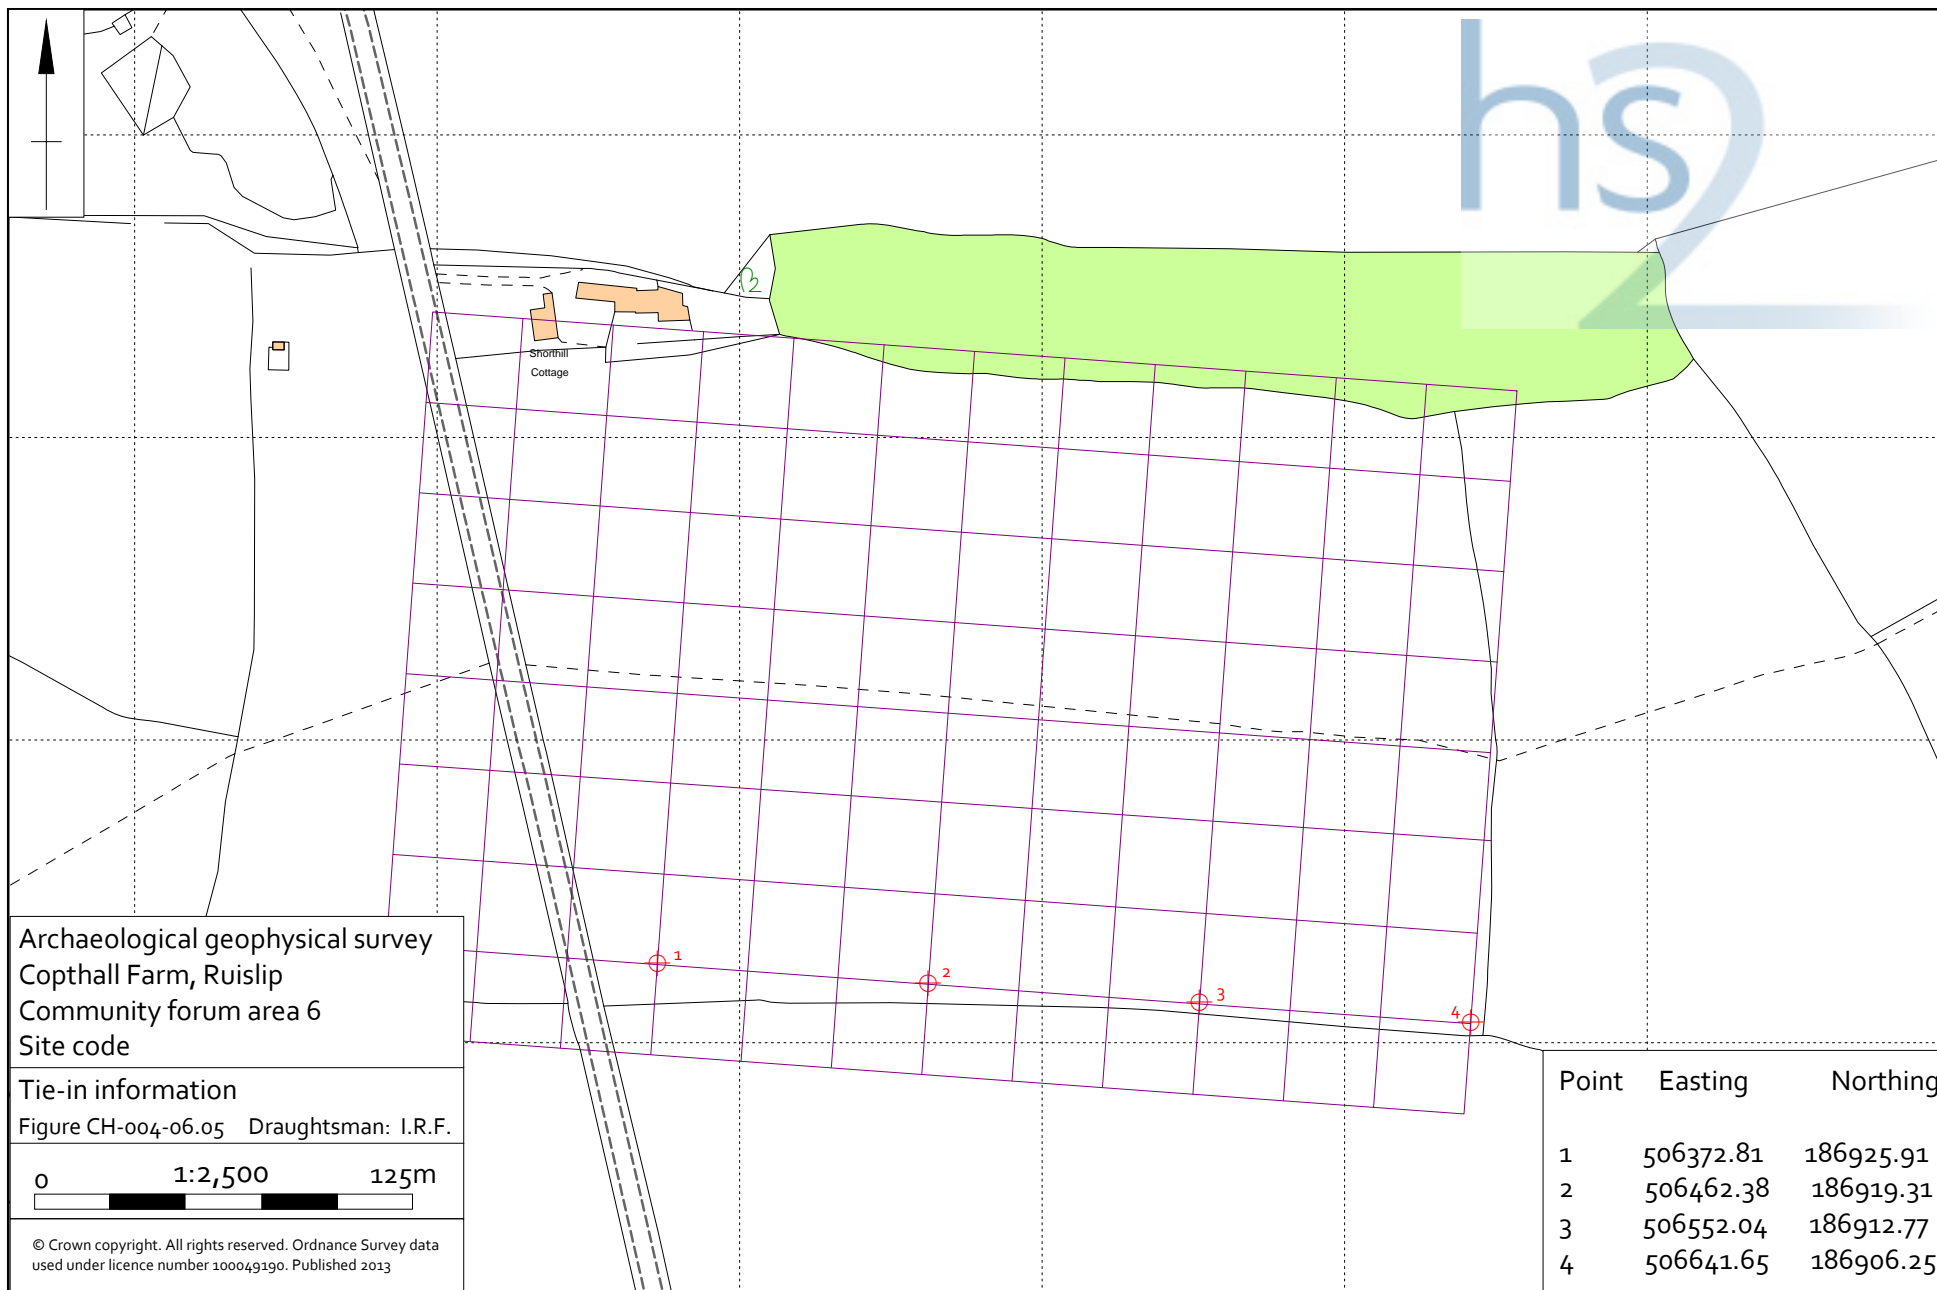 hs2
Shorthill
Cottage
1
2
3
4
Archaeological geophysical survey
Copthall Farm, Ruislip
Community forum area 6
Site code
Tie-in information
Figure CH-004-06.05 Draughtsman: I.R.F.
0 1:2,500 125m
© Crown copyright. All rights reserved. Ordnance Survey data
used under licence number 100049190. Published 2013
Point Easting Northing
1 506372.81 186925.91
2 506462.38 186919.31
3 506552.04 186912.77
4 506641.65 186906.25